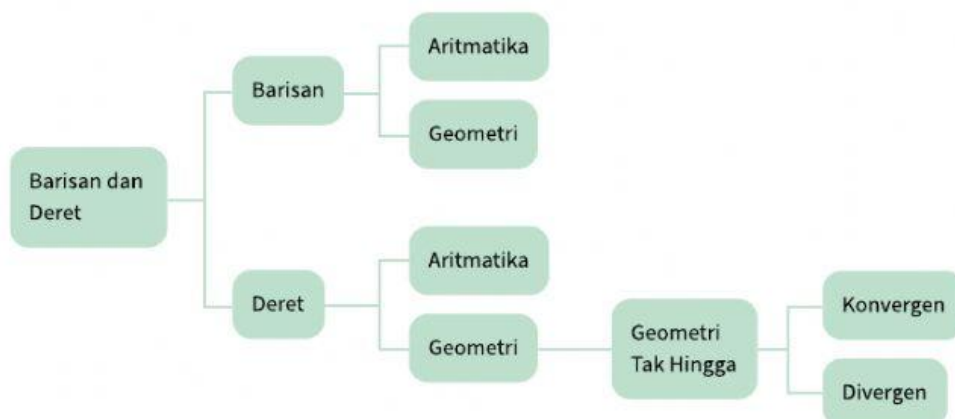 Barisan dan
Deret
Barisan
Aritmatika
Geometri
Deret
Aritmatika
Geometri
Geometri
Tak Hingga
Konvergen
Divergen